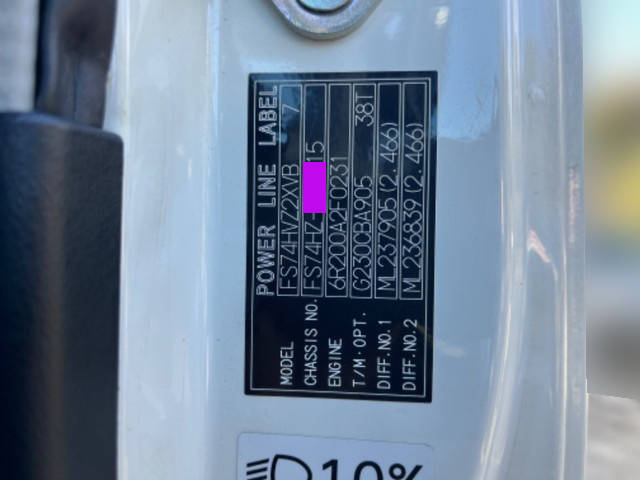 POWER LINE LABEL
MODEL FS74HVZ2XVB 7
CHASSIS NO. FS74HZ- 15
ENGINE 6R200A2F0231
T/M·OPT. G230CBA905 38T
DIFF.NO.1 ML237905(2.466)
DIFF.NO.2 ML236839(2.466)
10%